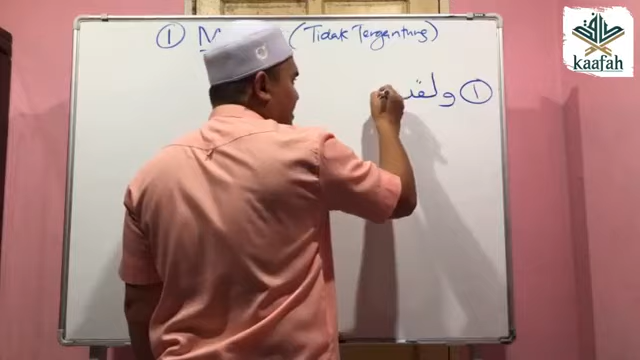 ① M (Tidak Tergantung)
① ولقد
kaafah